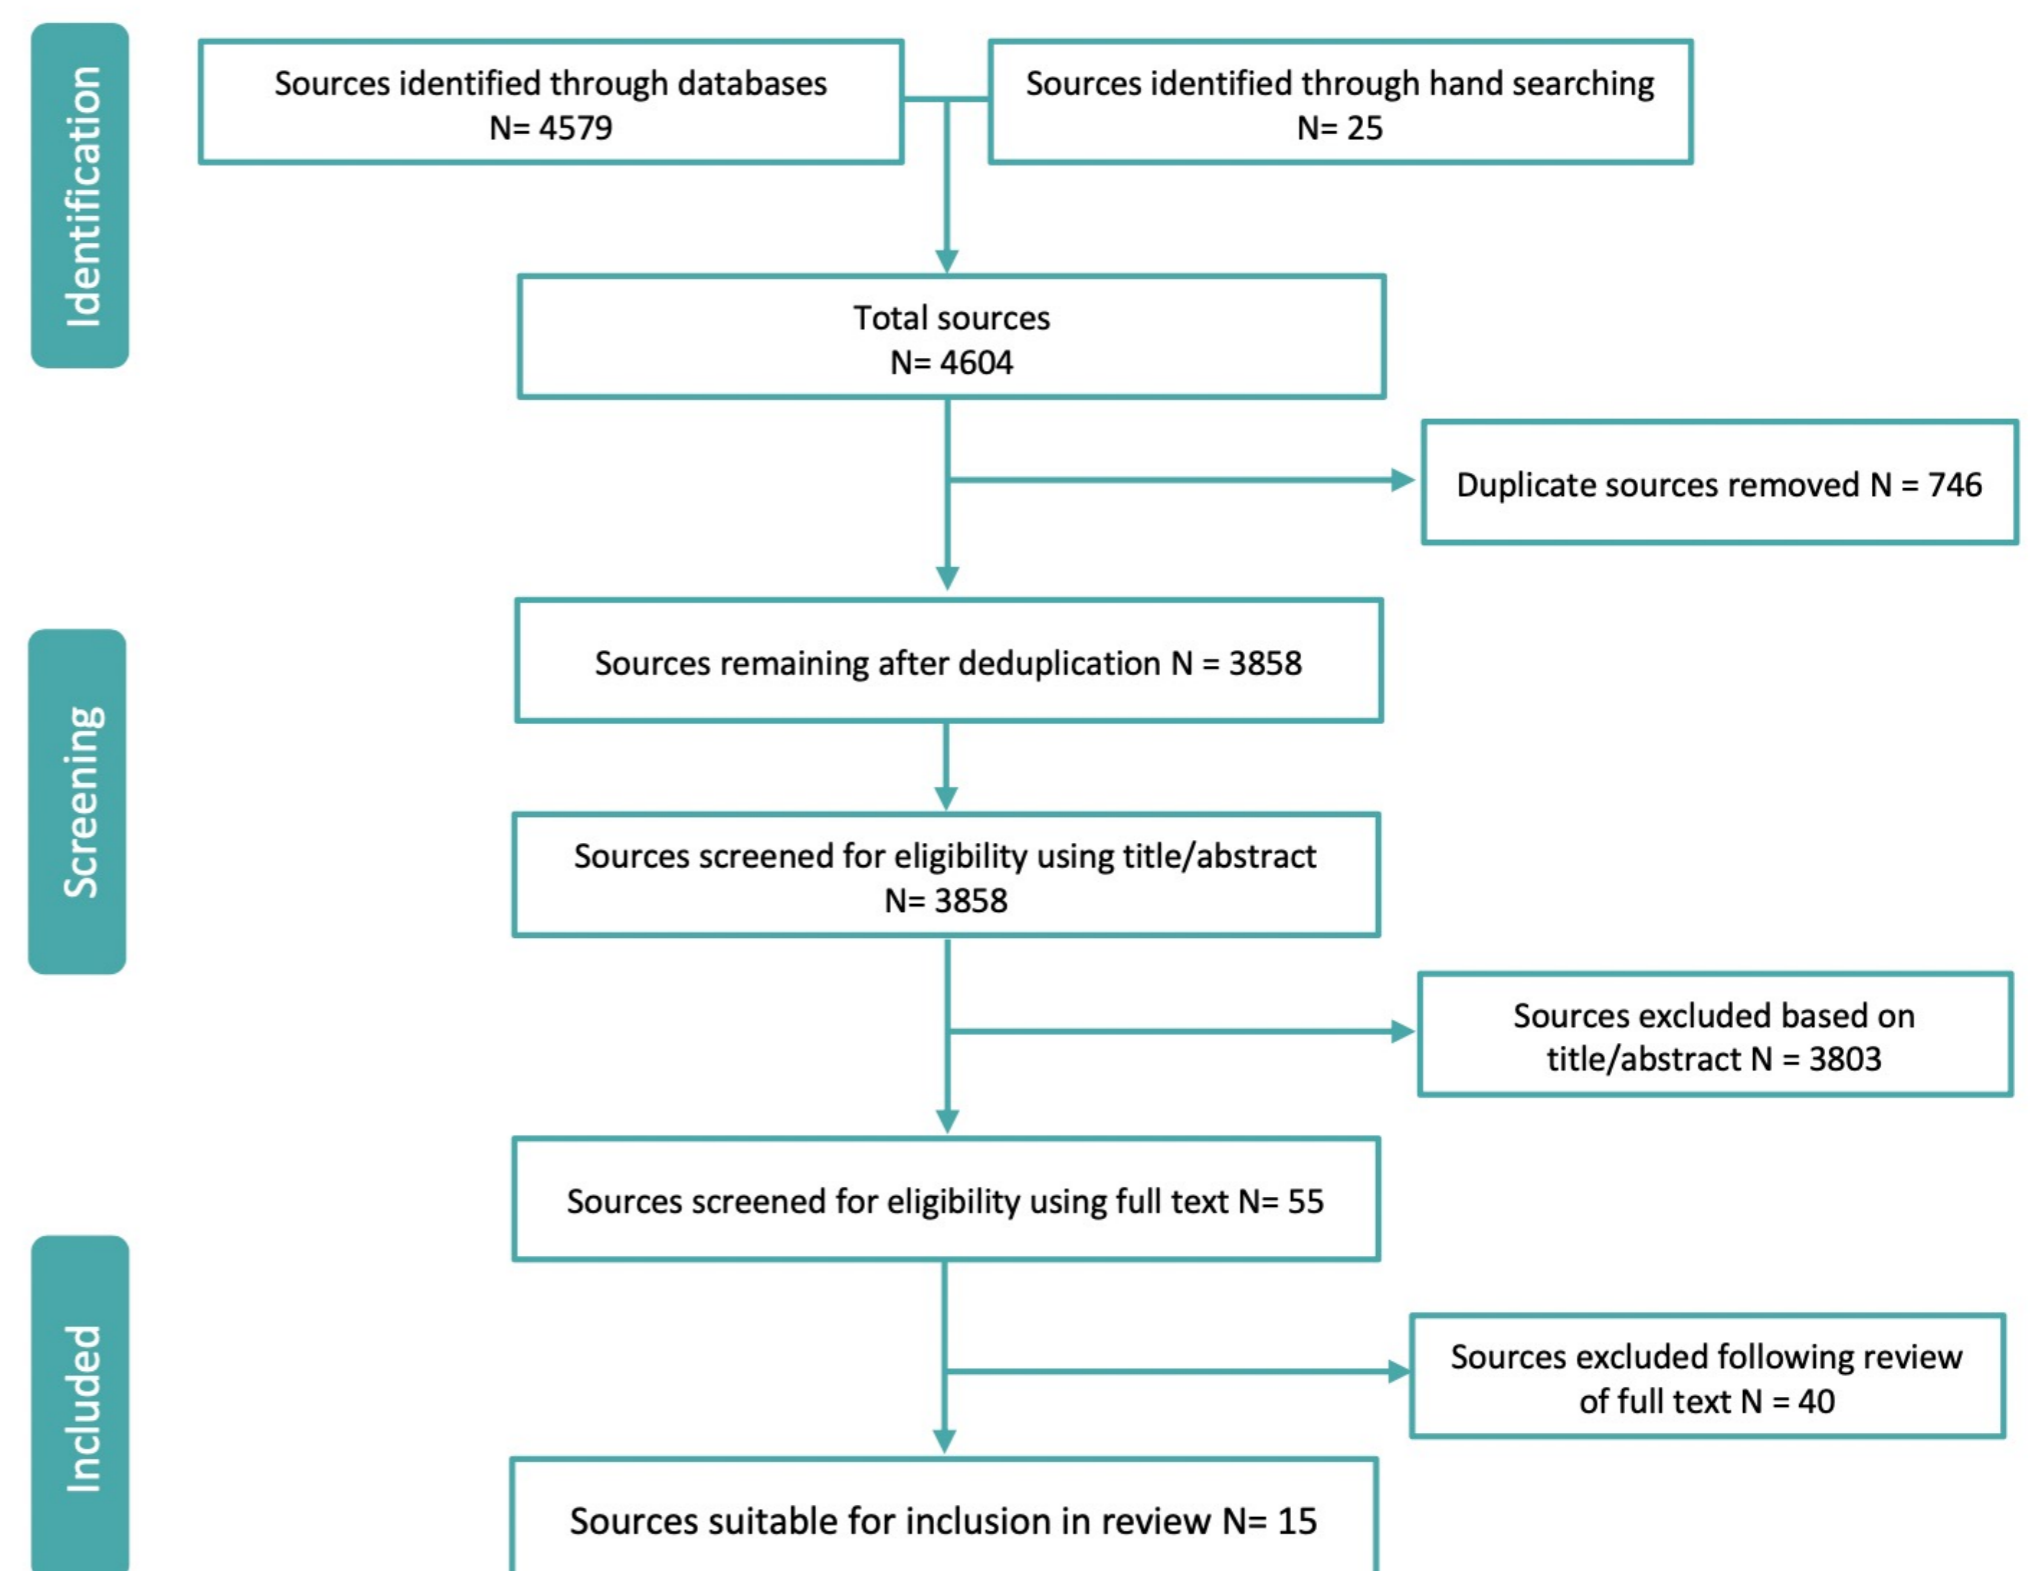 Identification
Sources identified through databases
N= 4579
Sources identified through hand searching
N= 25
Total sources
N= 4604
Duplicate sources removed N = 746
Screening
Sources remaining after deduplication N = 3858
Sources screened for eligibility using title/abstract
N= 3858
Sources excluded based on
title/abstract N = 3803
Sources screened for eligibility using full text N= 55
Included
Sources excluded following review
of full text N = 40
Sources suitable for inclusion in review N= 15